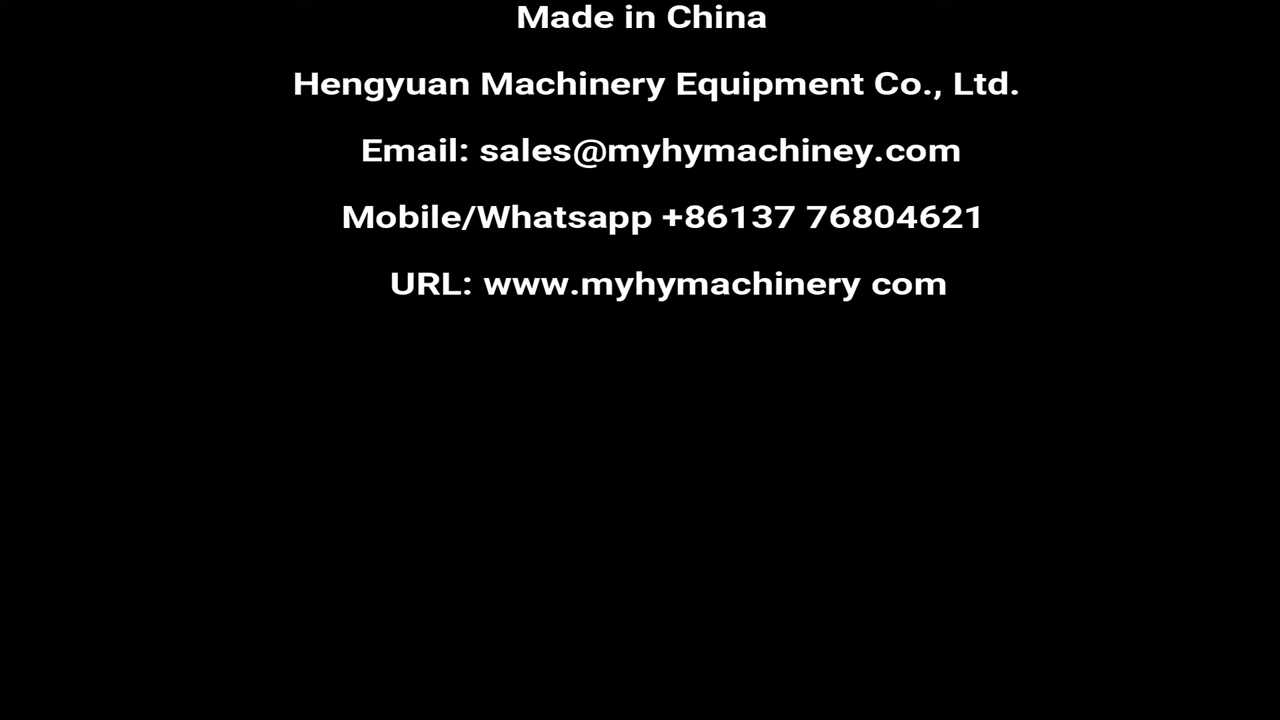 Made in China
Hengyuan Machinery Equipment Co., Ltd.
Email: sales@myhymachiney.com
Mobile/Whatsapp +86137 76804621
URL: www.myhymachinery com